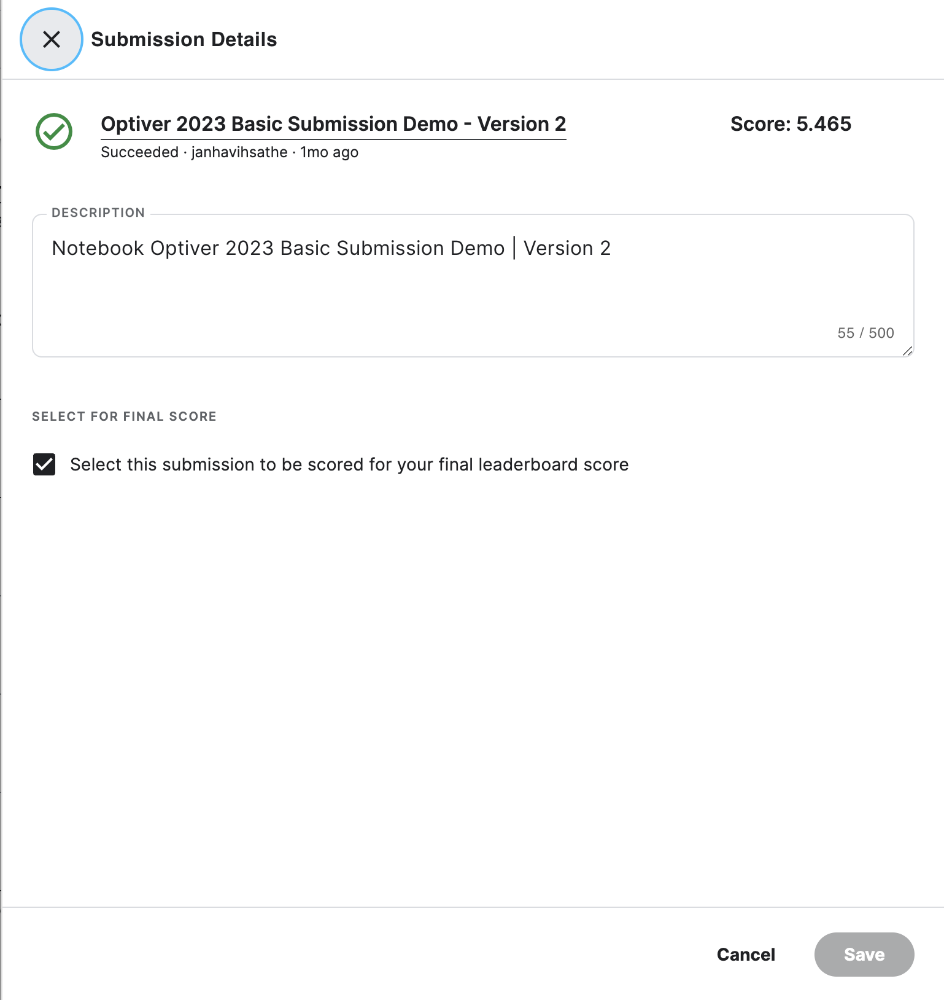 Submission Details
Optiver 2023 Basic Submission Demo - Version 2
Score: 5.465
Succeeded · janhavihsathe · 1mo ago
DESCRIPTION
Notebook Optiver 2023 Basic Submission Demo | Version 2
55 / 500
SELECT FOR FINAL SCORE
Select this submission to be scored for your final leaderboard score
Cancel
Save